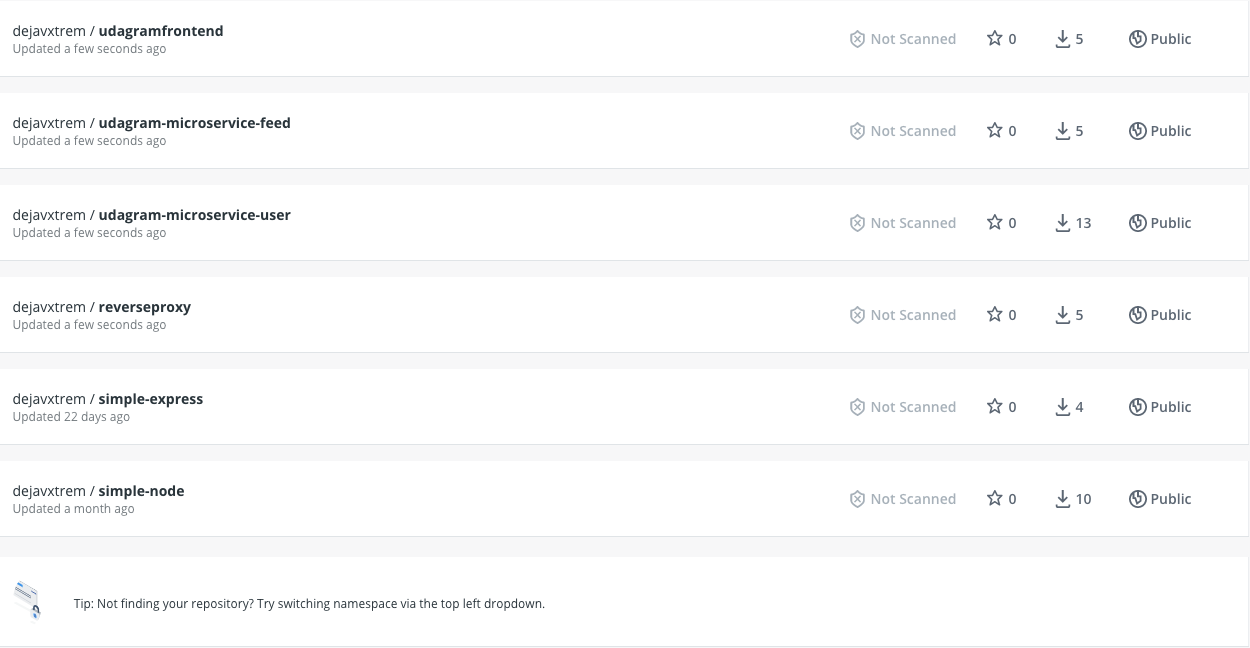 dejavxtrem / udagramfrontend
Updated a few seconds ago
Not Scanned
0
5
Public
dejavxtrem / udagram-microservice-feed
Updated a few seconds ago
Not Scanned
0
5
Public
dejavxtrem / udagram-microservice-user
Updated a few seconds ago
Not Scanned
0
13
Public
dejavxtrem / reverseproxy
Updated a few seconds ago
Not Scanned
0
5
Public
dejavxtrem / simple-express
Updated 22 days ago
Not Scanned
0
4
Public
dejavxtrem / simple-node
Updated a month ago
Not Scanned
0
10
Public
Tip: Not finding your repository? Try switching namespace via the top left dropdown.